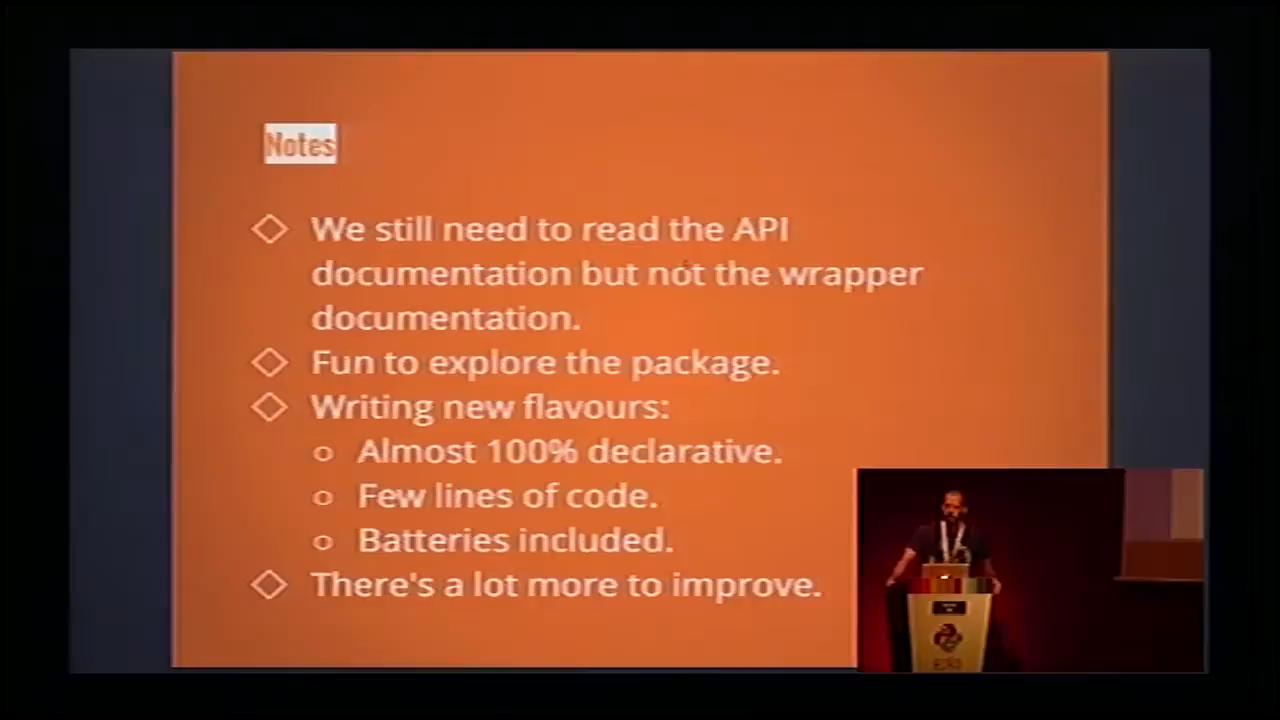 Notes
We still need to read the API
documentation but not the wrapper
documentation.
Fun to explore the package.
Writing new flavours:
Almost 100% declarative.
Few lines of code.
Batteries included.
There's a lot more to improve.